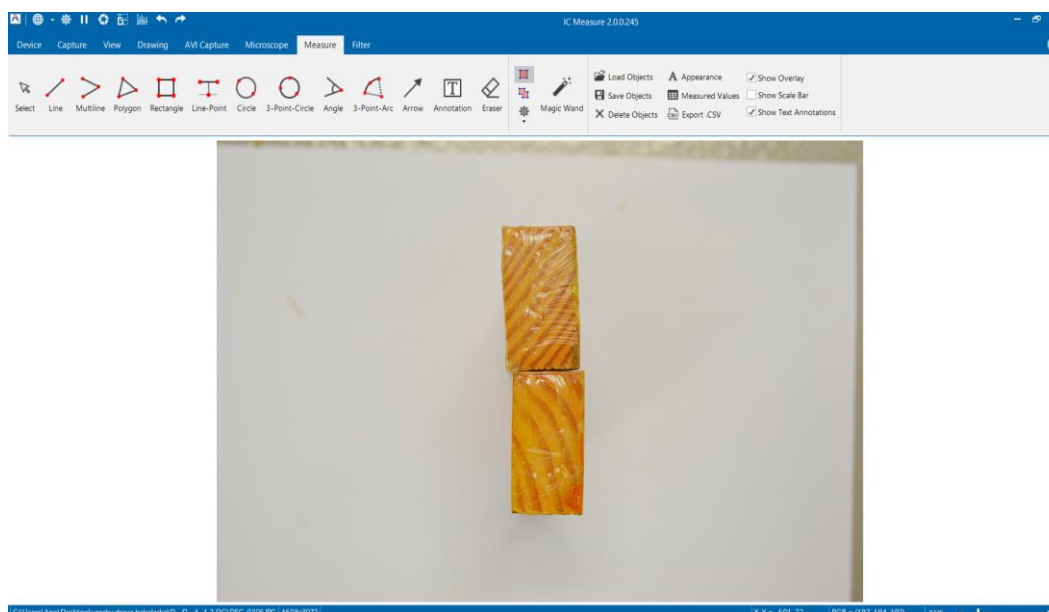 IC Measure 2.0.0.245
Device Capture View Drawing AVI Capture Microscope Measure Filter
Load Objects Appearance Show Overlay
Save Objects Measured Values Show Scale Bar
Delete Objects Export .CSV Show Text Annotations
Select Line Multiline Polygon Rectangle Line-Point Circle 3-Point-Circle Angle 3-Point-Arc Arrow Annotation Eraser Magic Wand